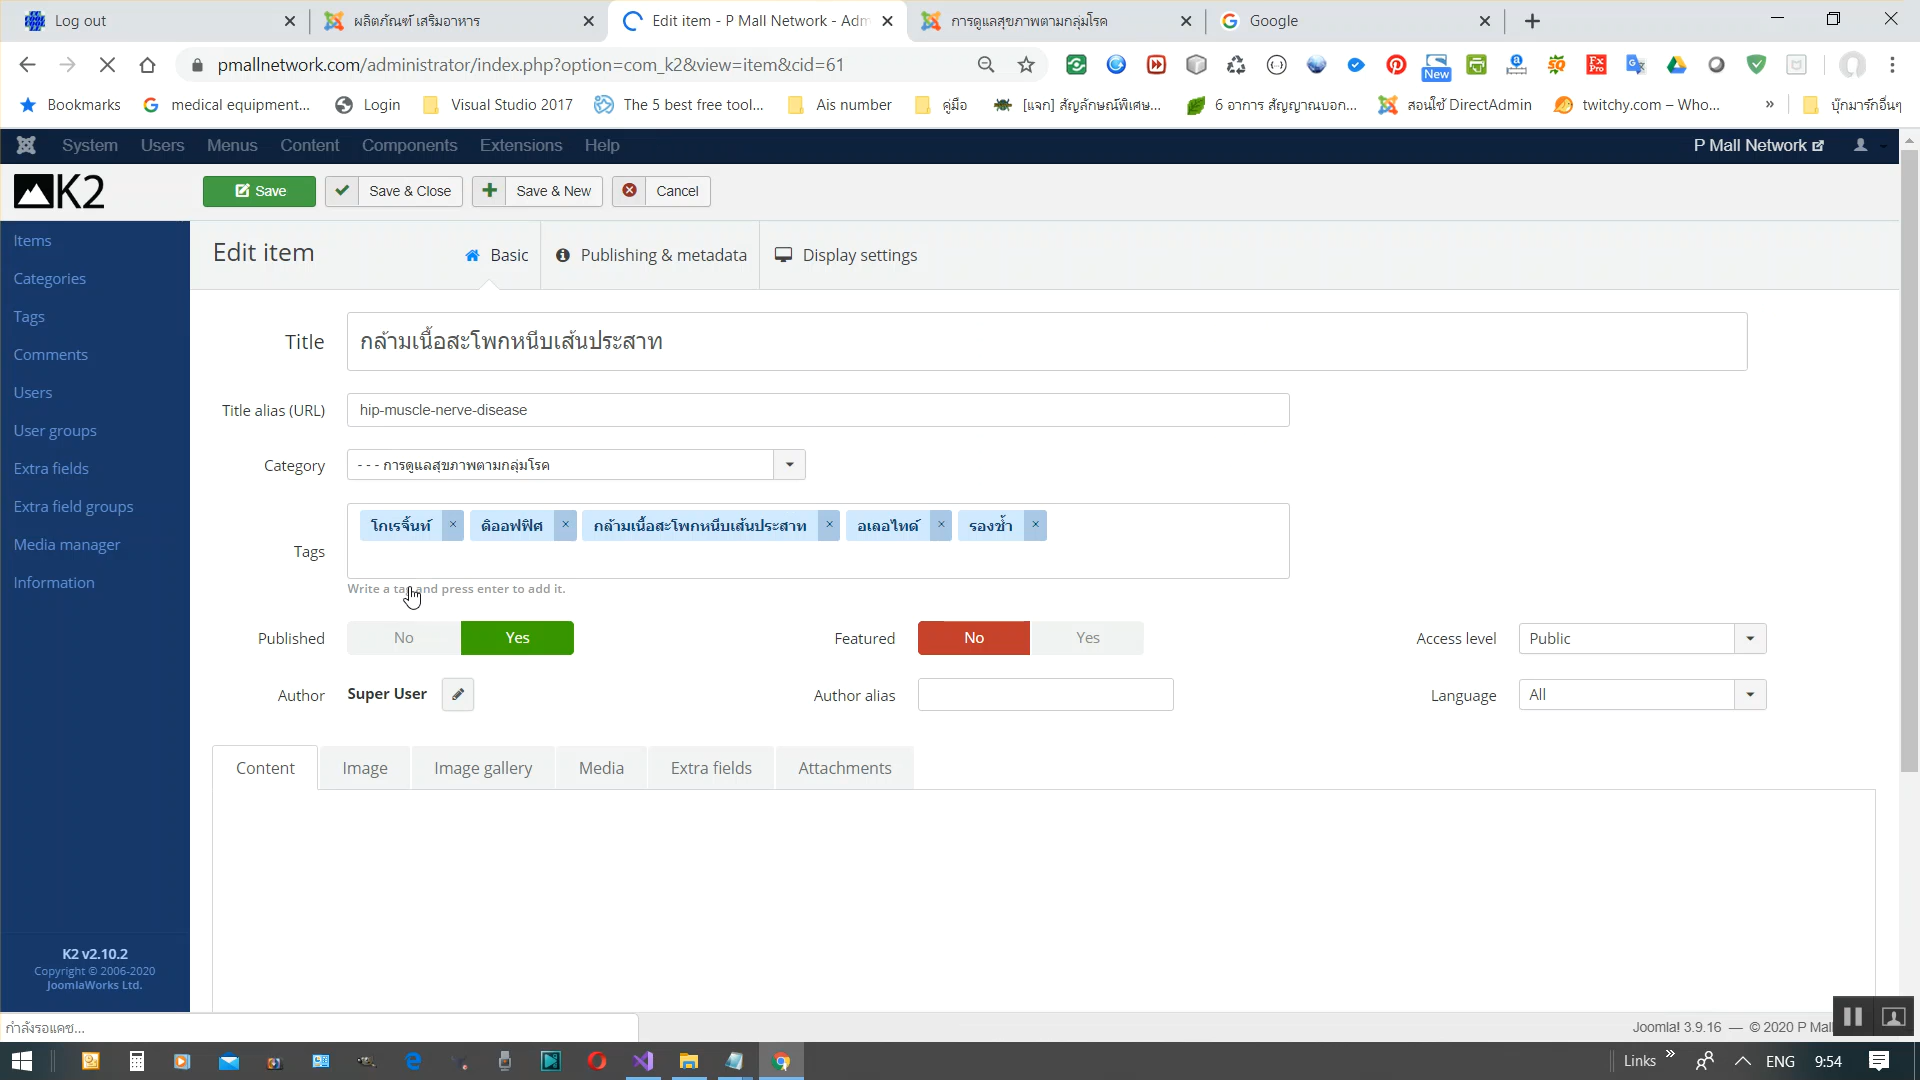 Log out
ผลิตภัณฑ์ เสริมอาหาร
Edit item - P Mall Network - Adm
การดูแลสุขภาพตามกลุ่มโรค
Google
pmallnetwork.com/administrator/index.php?option=com_k2&view=item&cid=61
New
Fx Pro
Bookmarks
medical equipment...
Login
Visual Studio 2017
The 5 best free tool...
Ais number
คู่มือ
[แจก] สัญลักษณ์พิเศษ...
6 อาการ สัญญาณบอก...
สอนใช้ DirectAdmin
twitchy.com – Who...
»
บุ๊กมาร์กอื่นๆ
System Users Menus Content Components Extensions Help
P Mall Network
K2
Save
Save & Close
Save & New
Cancel
Items
Categories
Tags
Comments
Users
User groups
Extra fields
Extra field groups
Media manager
Information
K2 v2.10.2
Copyright © 2006-2020
JoomlaWorks Ltd.
Edit item
Basic
Publishing & metadata
Display settings
Title
กล้ามเนื้อสะโพกหนีบเส้นประสาท
Title alias (URL)
hip-muscle-nerve-disease
Category
- - - การดูแลสุขภาพตามกลุ่มโรค
Tags
โกเรจิ้นท์ ×
ดิออฟฟิศ ×
กล้ามเนื้อสะโพกหนีบเส้นประสาท ×
อเลอไทด์ ×
รองช้ำ ×
Write a tag and press enter to add it.
Published
No Yes
Featured
No Yes
Access level
Public
Author
Super User
Author alias
Language
All
Content
Image
Image gallery
Media
Extra fields
Attachments
กำลังรอแคช...
Joomla! 3.9.16 — © 2020 P Mal
Links »
ENG
9:54